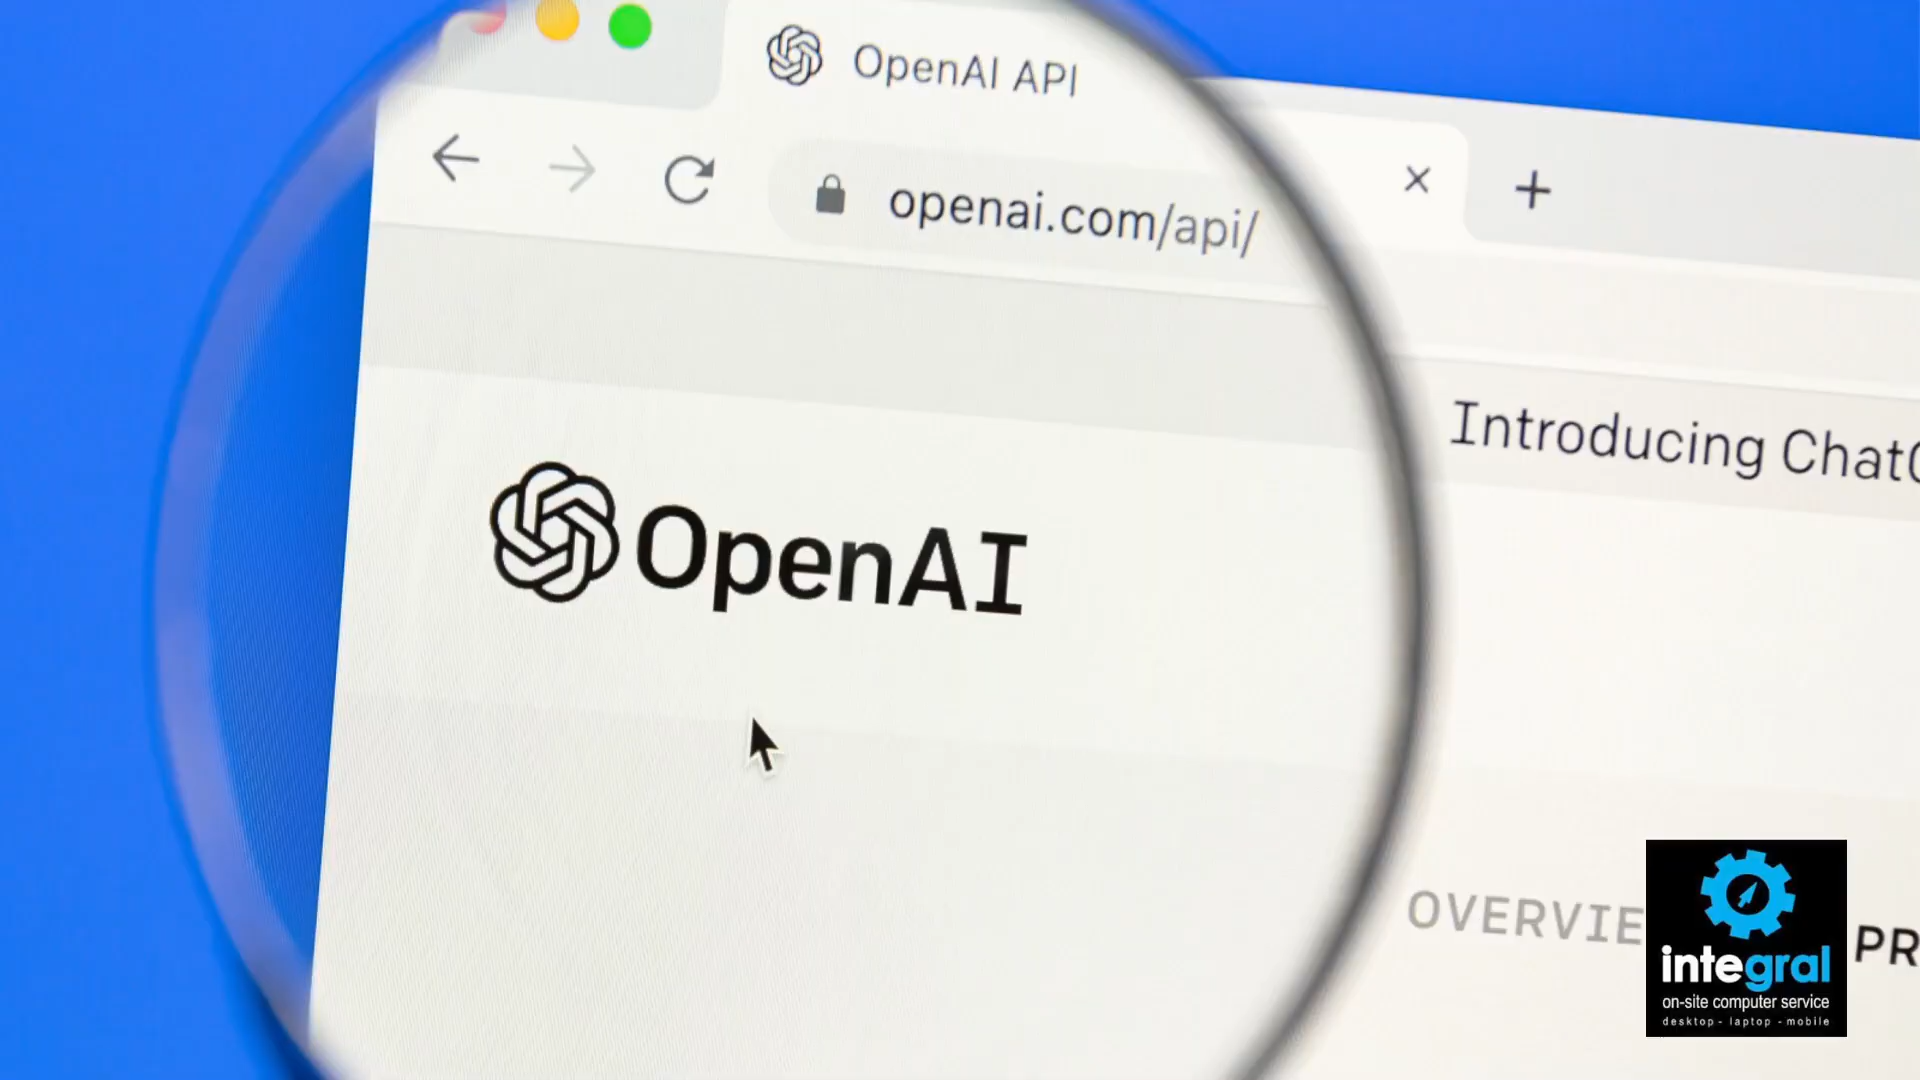 OpenAI API
openai.com/api/
Introducing Chat
OpenAI
OVERVIE
PR
integral
on-site computer service
desktop - laptop - mobile